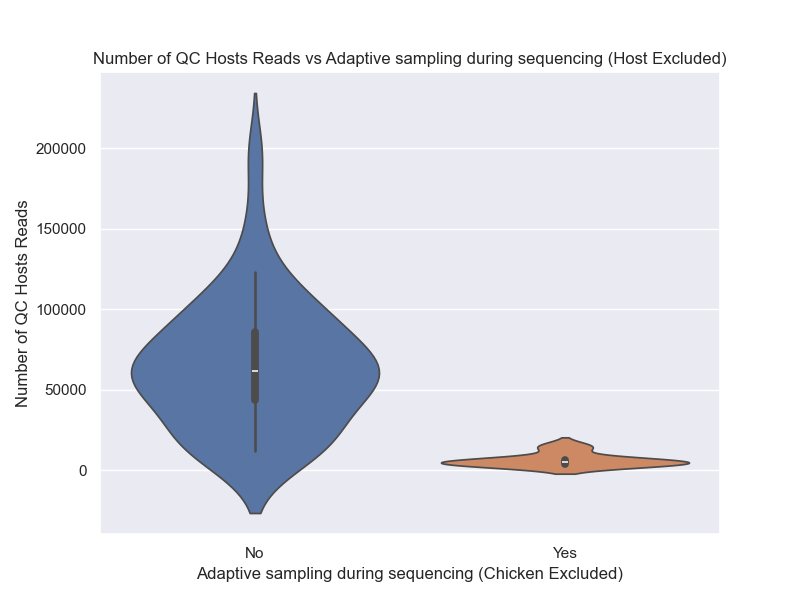 Number of QC Hosts Reads vs Adaptive sampling during sequencing (Host Excluded)
200000
150000
100000
50000
0
Number of QC Hosts Reads
No
Yes
Adaptive sampling during sequencing (Chicken Excluded)